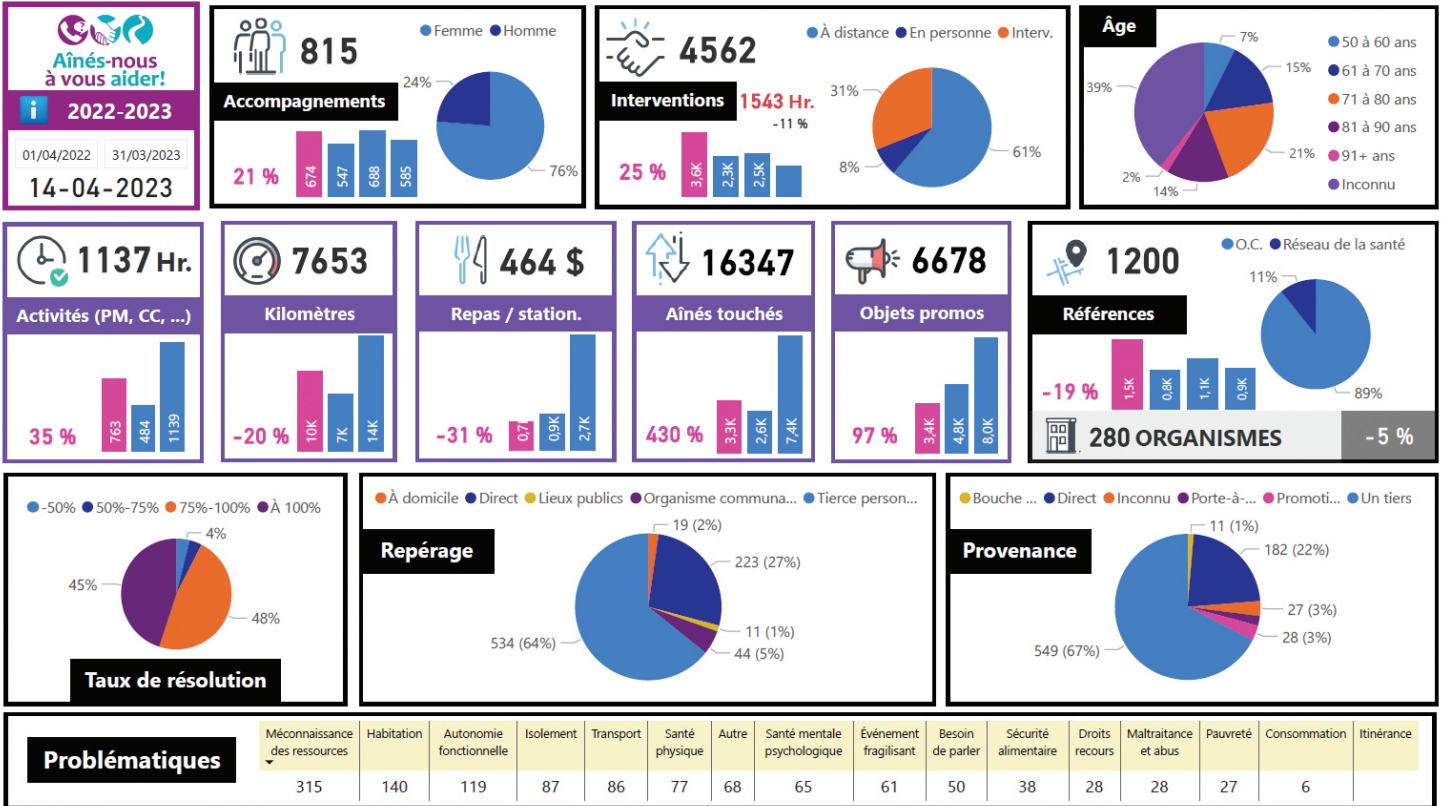 Aînés-nous
à vous aider!
i
2022-2023
01/04/2022 31/03/2023
14-04-2023
815
Accompagnements
21 %
674
547
688
585
Femme Homme
24%
76%
4562
Interventions
1543 Hr.
-11 %
25 %
3,6K
2,3K
2,5K
À distance En personne Interv.
31%
8%
61%
Âge
7%
15%
21%
14%
2%
39%
50 à 60 ans
61 à 70 ans
71 à 80 ans
81 à 90 ans
91+ ans
Inconnu
1137 Hr.
Activités (PM, CC, ...)
35 %
763
484
1139
7653
Kilomètres
-20 %
10K
7K
14K
464 $
Repas / station.
-31 %
0,7
0,9K
2,7K
16347
Aînés touchés
430 %
3,3K
2,6K
7,4K
6678
Objets promos
97 %
3,4K
4,8K
8,0K
1200
Références
-19 %
1,5K
0,8K
1,1K
0,9K
O.C. Réseau de la santé
11%
89%
280 ORGANISMES
-5 %
-50% 50%-75% 75%-100% À 100%
4%
45%
48%
Taux de résolution
À domicile Direct Lieux publics Organisme communa... Tierce person...
Repérage
19 (2%)
223 (27%)
11 (1%)
44 (5%)
534 (64%)
Bouche ... Direct Inconnu Porte-à-... Promoti... Un tiers
Provenance
11 (1%)
182 (22%)
27 (3%)
28 (3%)
549 (67%)
Problématiques
Méconnaissance
des ressources
315
Habitation
140
Autonomie
fonctionnelle
119
Isolement
87
Transport
86
Santé
physique
77
Autre
68
Santé mentale
psychologique
65
Événement
fragilisant
61
Besoin
de parler
50
Sécurité
alimentaire
38
Droits
recours
28
Maltraitance
et abus
28
Pauvreté
27
Consommation
6
Itinérance